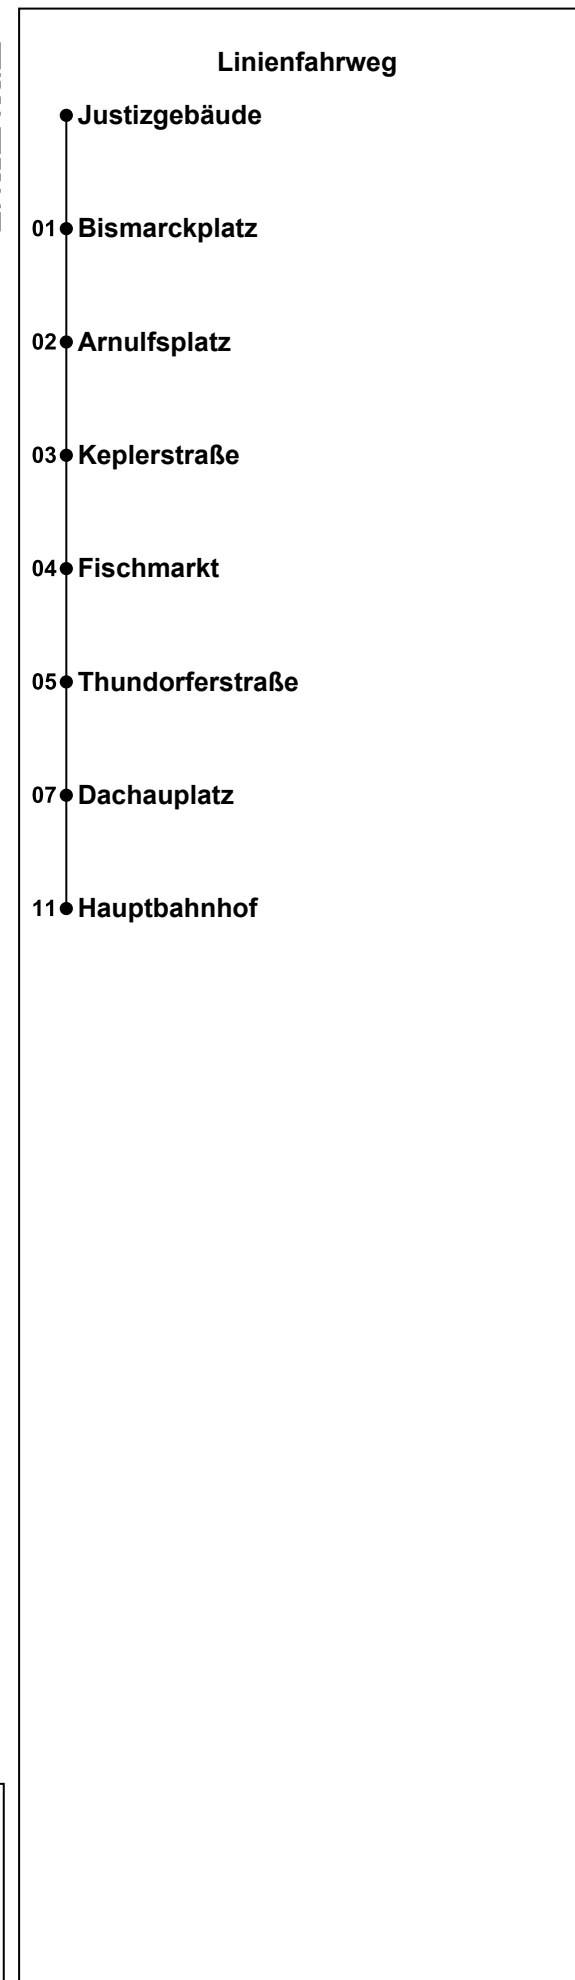 Linienfahrweg
Justizgebäude
01 Bismarckplatz
02 Arnulfsplatz
03 Keplerstraße
04 Fischmarkt
05 Thundorferstraße
07 Dachauplatz
11 Hauptbahnhof